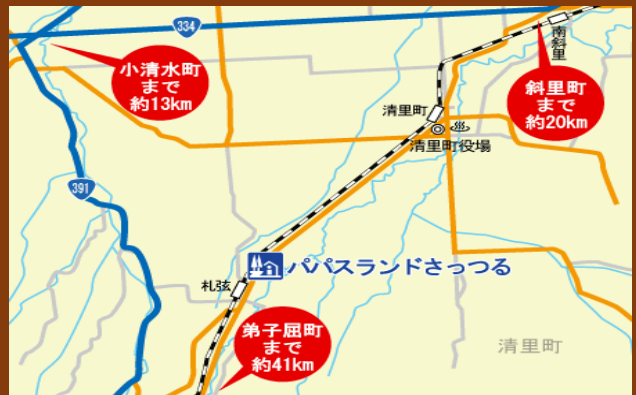 334
南斜里
小清水町
まで
約13km
斜里町
まで
約20km
清里町
清里町役場
391
パパスランドさっつる
札弦
弟子屈町
まで
約41km
清里町